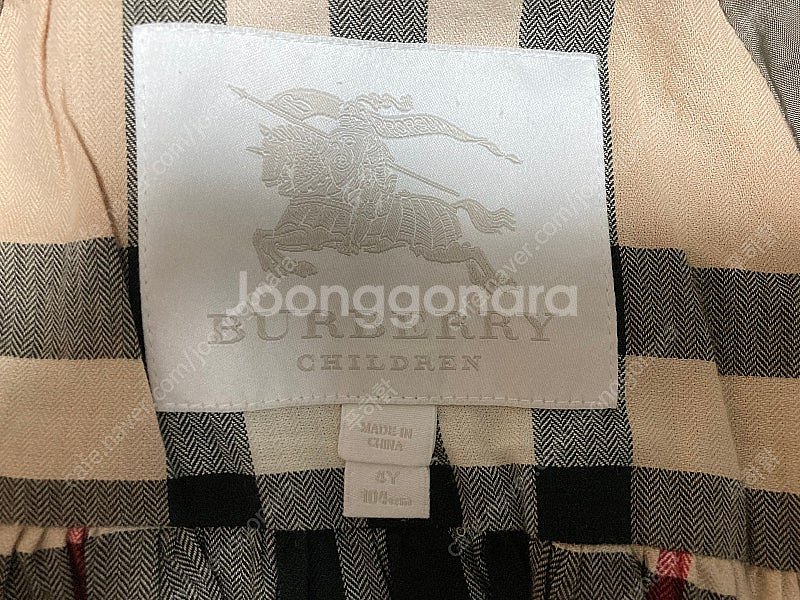 Joonggonara
BURBERRY
CHILDREN
MADE IN
CHINA
4Y
104cm